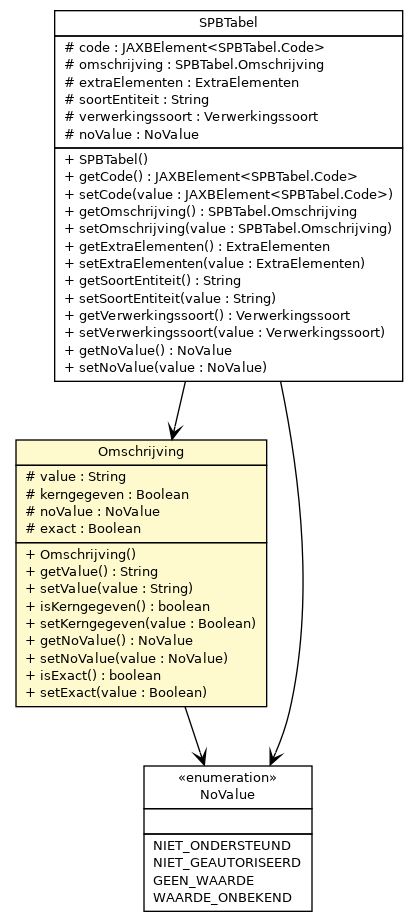 SPBTabel
# code : JAXBElement<SPBTabel.Code>
# omschrijving : SPBTabel.Omschrijving
# extraElementen : ExtraElementen
# soortEntiteit : String
# verwerkingssoort : Verwerkingssoort
# noValue : NoValue
+ SPBTabel()
+ getCode() : JAXBElement<SPBTabel.Code>
+ setCode(value : JAXBElement<SPBTabel.Code>)
+ getOmschrijving() : SPBTabel.Omschrijving
+ setOmschrijving(value : SPBTabel.Omschrijving)
+ getExtraElementen() : ExtraElementen
+ setExtraElementen(value : ExtraElementen)
+ getSoortEntiteit() : String
+ setSoortEntiteit(value : String)
+ getVerwerkingssoort() : Verwerkingssoort
+ setVerwerkingssoort(value : Verwerkingssoort)
+ getNoValue() : NoValue
+ setNoValue(value : NoValue)
Omschrijving
# value : String
# kerngegeven : Boolean
# noValue : NoValue
# exact : Boolean
+ Omschrijving()
+ getValue() : String
+ setValue(value : String)
+ isKerngegeven() : boolean
+ setKerngegeven(value : Boolean)
+ getNoValue() : NoValue
+ setNoValue(value : NoValue)
+ isExact() : boolean
+ setExact(value : Boolean)
«enumeration»
NoValue
NIET_ONDERSTEUND
NIET_GEAUTORISEERD
GEEN_WAARDE
WAARDE_ONBEKEND